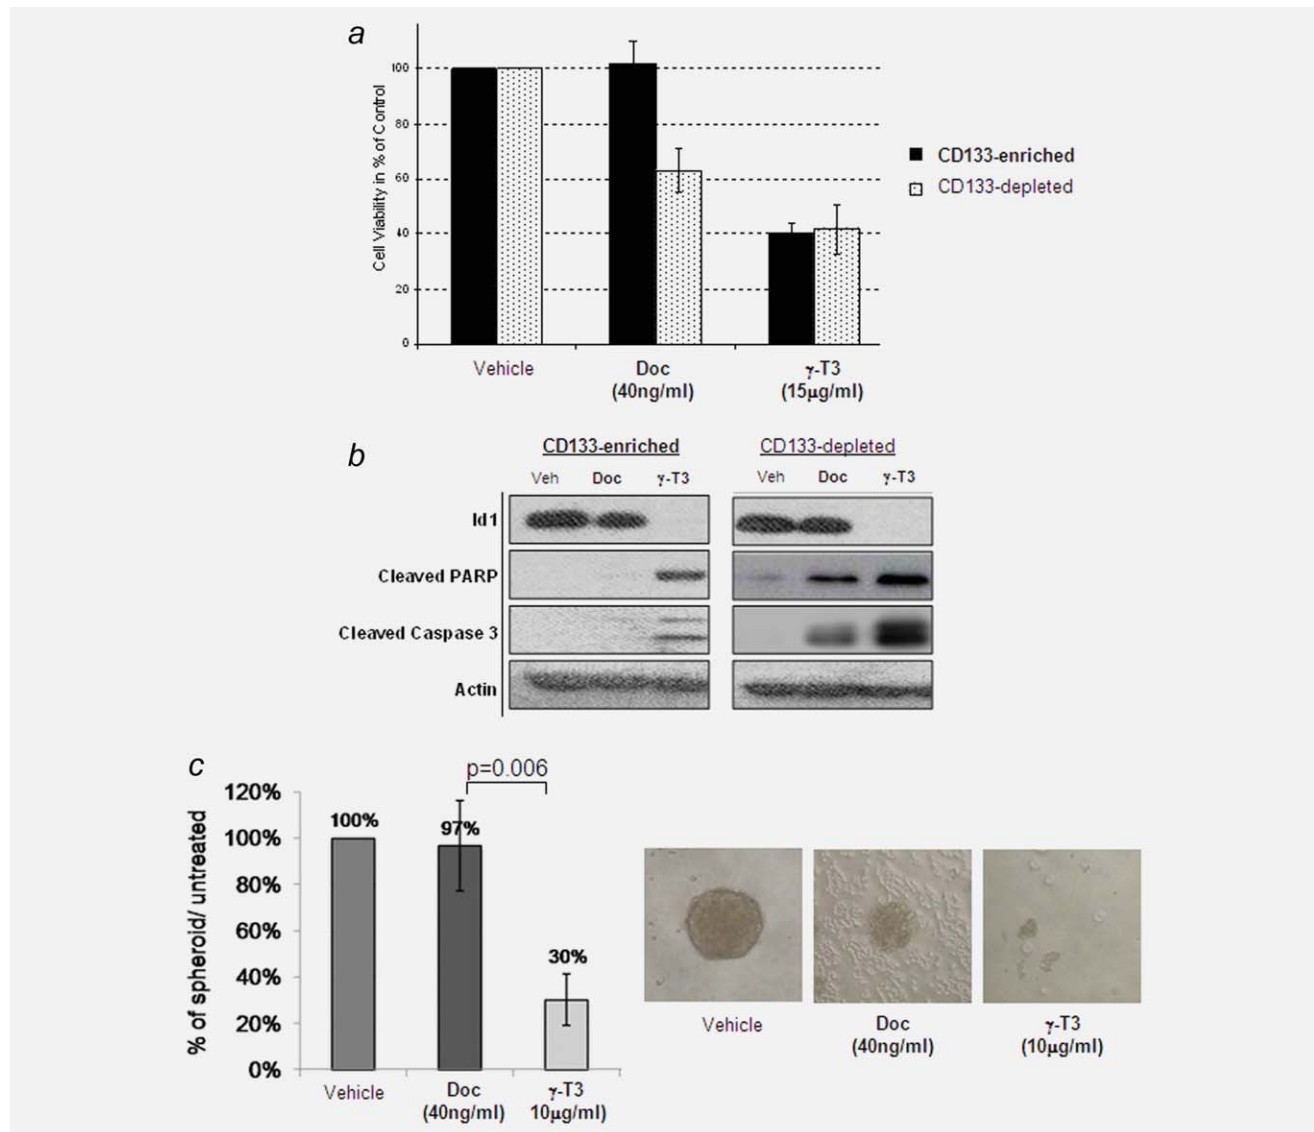 a
100
80
60
40
20
0
Cell Viability in % of Control
CD133-enriched
CD133-depleted
Vehicle
Doc
(40ng/ml)
γ-T3
(15µg/ml)
b
CD133-enriched
CD133-depleted
Veh Doc γ-T3
Veh Doc γ-T3
Id1
Cleaved PARP
Cleaved Caspase 3
Actin
c
p=0.006
120%
100%
80%
60%
40%
20%
0%
% of spheroid/ untreated
100%
97%
30%
Vehicle
Doc
(40ng/ml)
γ-T3
10µg/ml)
Vehicle
Doc
(40ng/ml)
γ-T3
(10µg/ml)